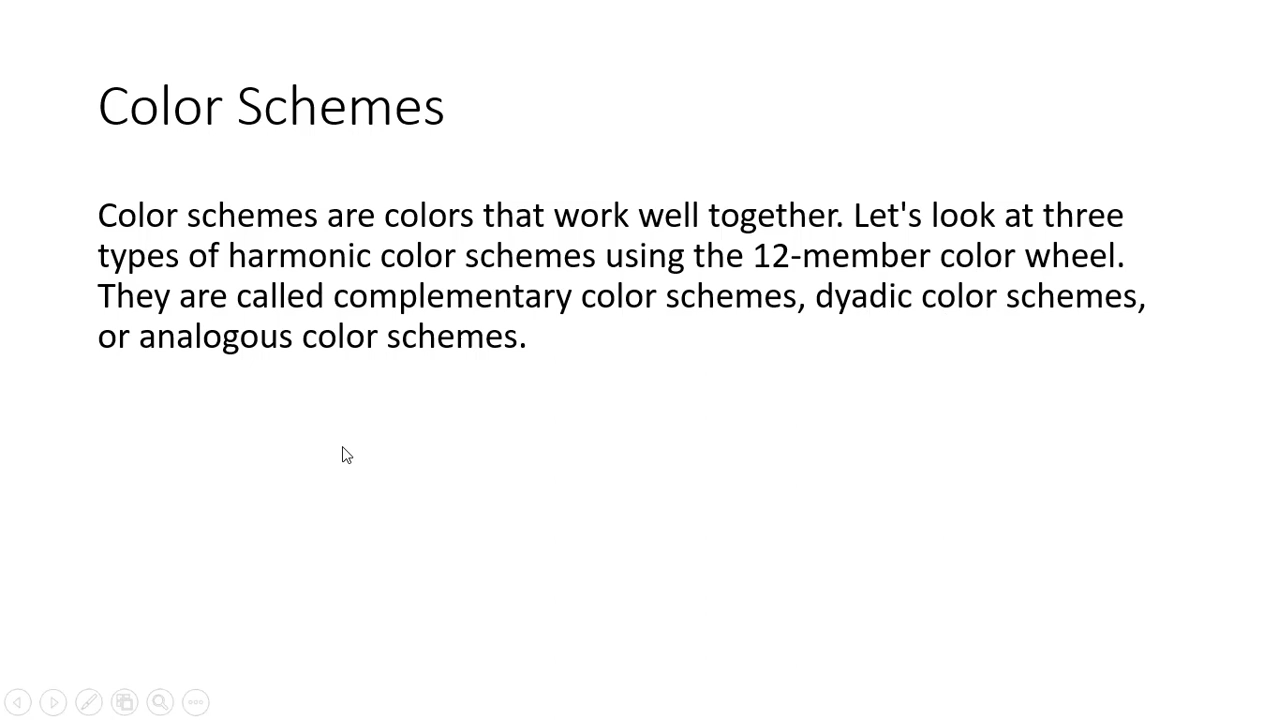 Color Schemes
Color schemes are colors that work well together. Let's look at three
types of harmonic color schemes using the 12-member color wheel.
They are called complementary color schemes, dyadic color schemes,
or analogous color schemes.